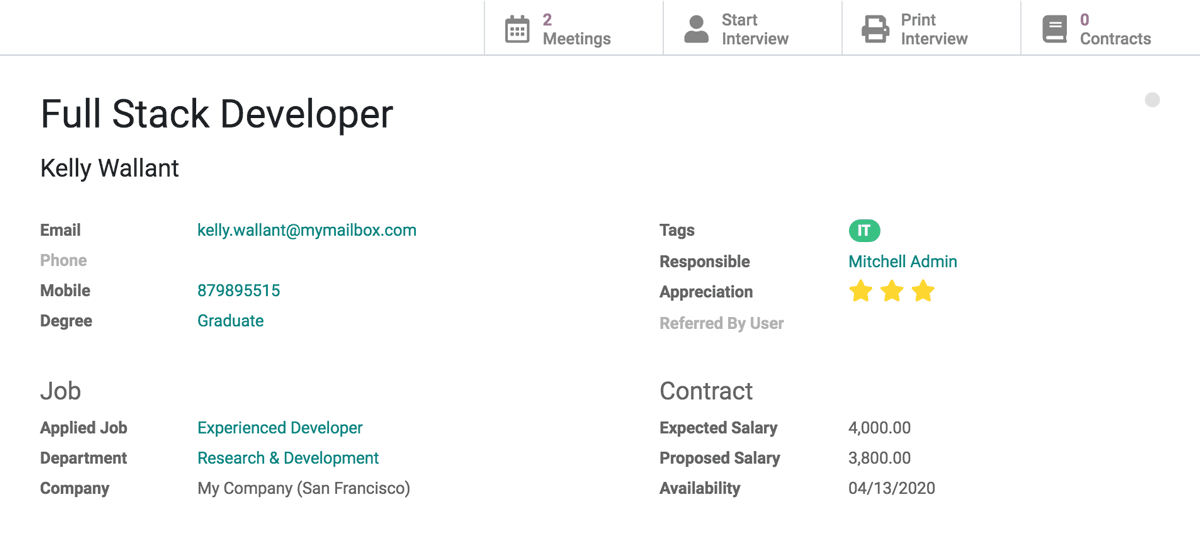 2
Meetings
Start
Interview
Print
Interview
0
Contracts
Full Stack Developer
Kelly Wallant
Email kelly.wallant@mymailbox.com
Phone
Mobile 879895515
Degree Graduate
Tags IT
Responsible Mitchell Admin
Appreciation
Referred By User
Job
Applied Job Experienced Developer
Department Research & Development
Company My Company (San Francisco)
Contract
Expected Salary 4,000.00
Proposed Salary 3,800.00
Availability 04/13/2020